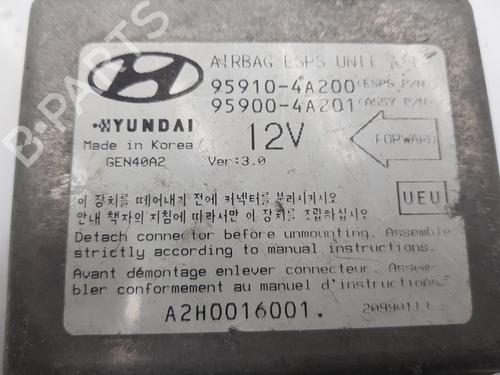 AIRBAG ESPS UNIT
95910-4A200 (ESPS P/N)
95900-4A201 (ASSY P/N)
HYUNDAI
12V
FORWARD
Made in Korea
GEN40A2
Ver:3.0
UEU
이 장치를 떼어내기 전에 커넥터를 분리시키시오
안내 책자의 지침에 따라서만 이 장치를 조립하십시오
Detach connector before unmounting. Assemble
strictly according to manual instructions.
Avant démontage enlever connecteur. Assem-
bler conformement au manuel d'instructions.
A2H0016001.
B-PARTS